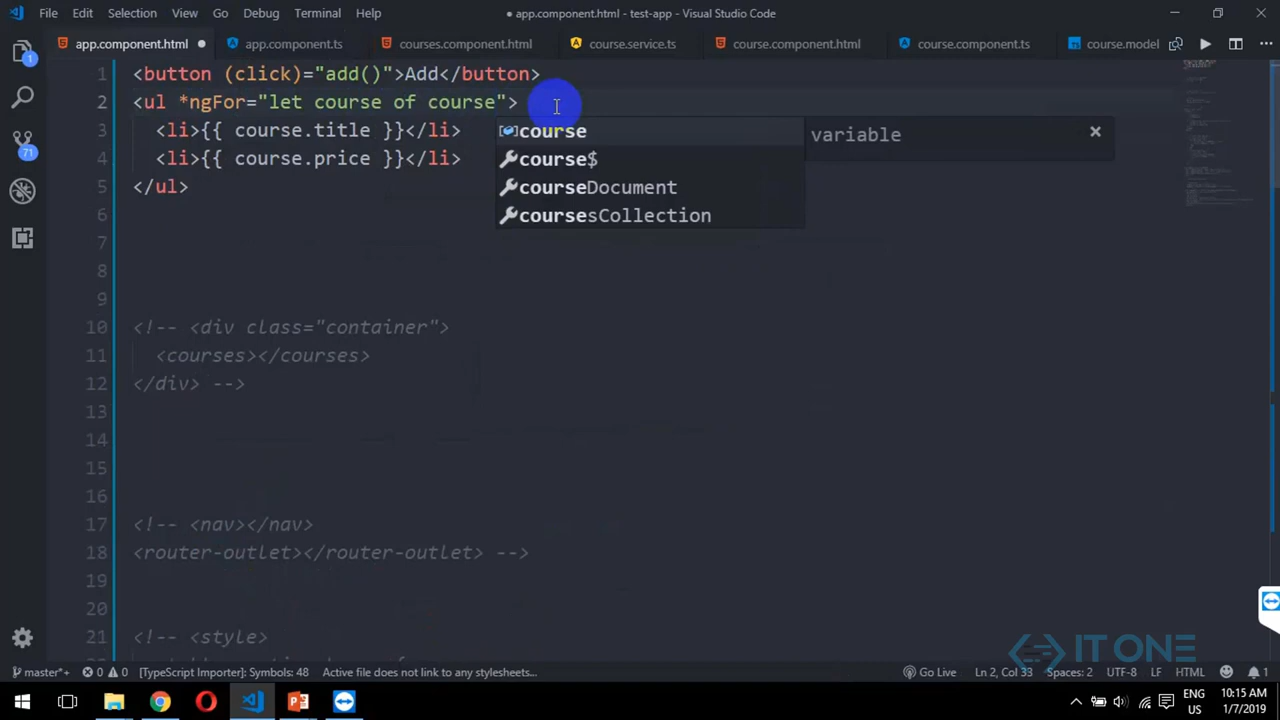 File Edit Selection View Go Debug Terminal Help ● app.component.html - test-app - Visual Studio Code
app.component.html ● app.component.ts courses.component.html course.service.ts course.component.html course.component.ts course.model
1 <button (click)="add()">Add</button>
2 <ul *ngFor="let course of course">
3 <li>{{ course.title }}</li>
4 <li>{{ course.price }}</li>
5 </ul>
course variable
course$
courseDocument
coursesCollection
6
7
8
9
10 <!-- <div class="container">
11 <courses></courses>
12 </div> -->
13
14
15
16
17 <!-- <nav></nav>
18 <router-outlet></router-outlet> -->
19
20
21 <!-- <style>
1
71
IT ONE
master*+ 0 0 [TypeScript Importer]: Symbols: 48 Active file does not link to any stylesheets... Go Live Ln 2, Col 33 Spaces: 2 UTF-8 LF HTML 1
ENG
US
10:15 AM
1/7/2019